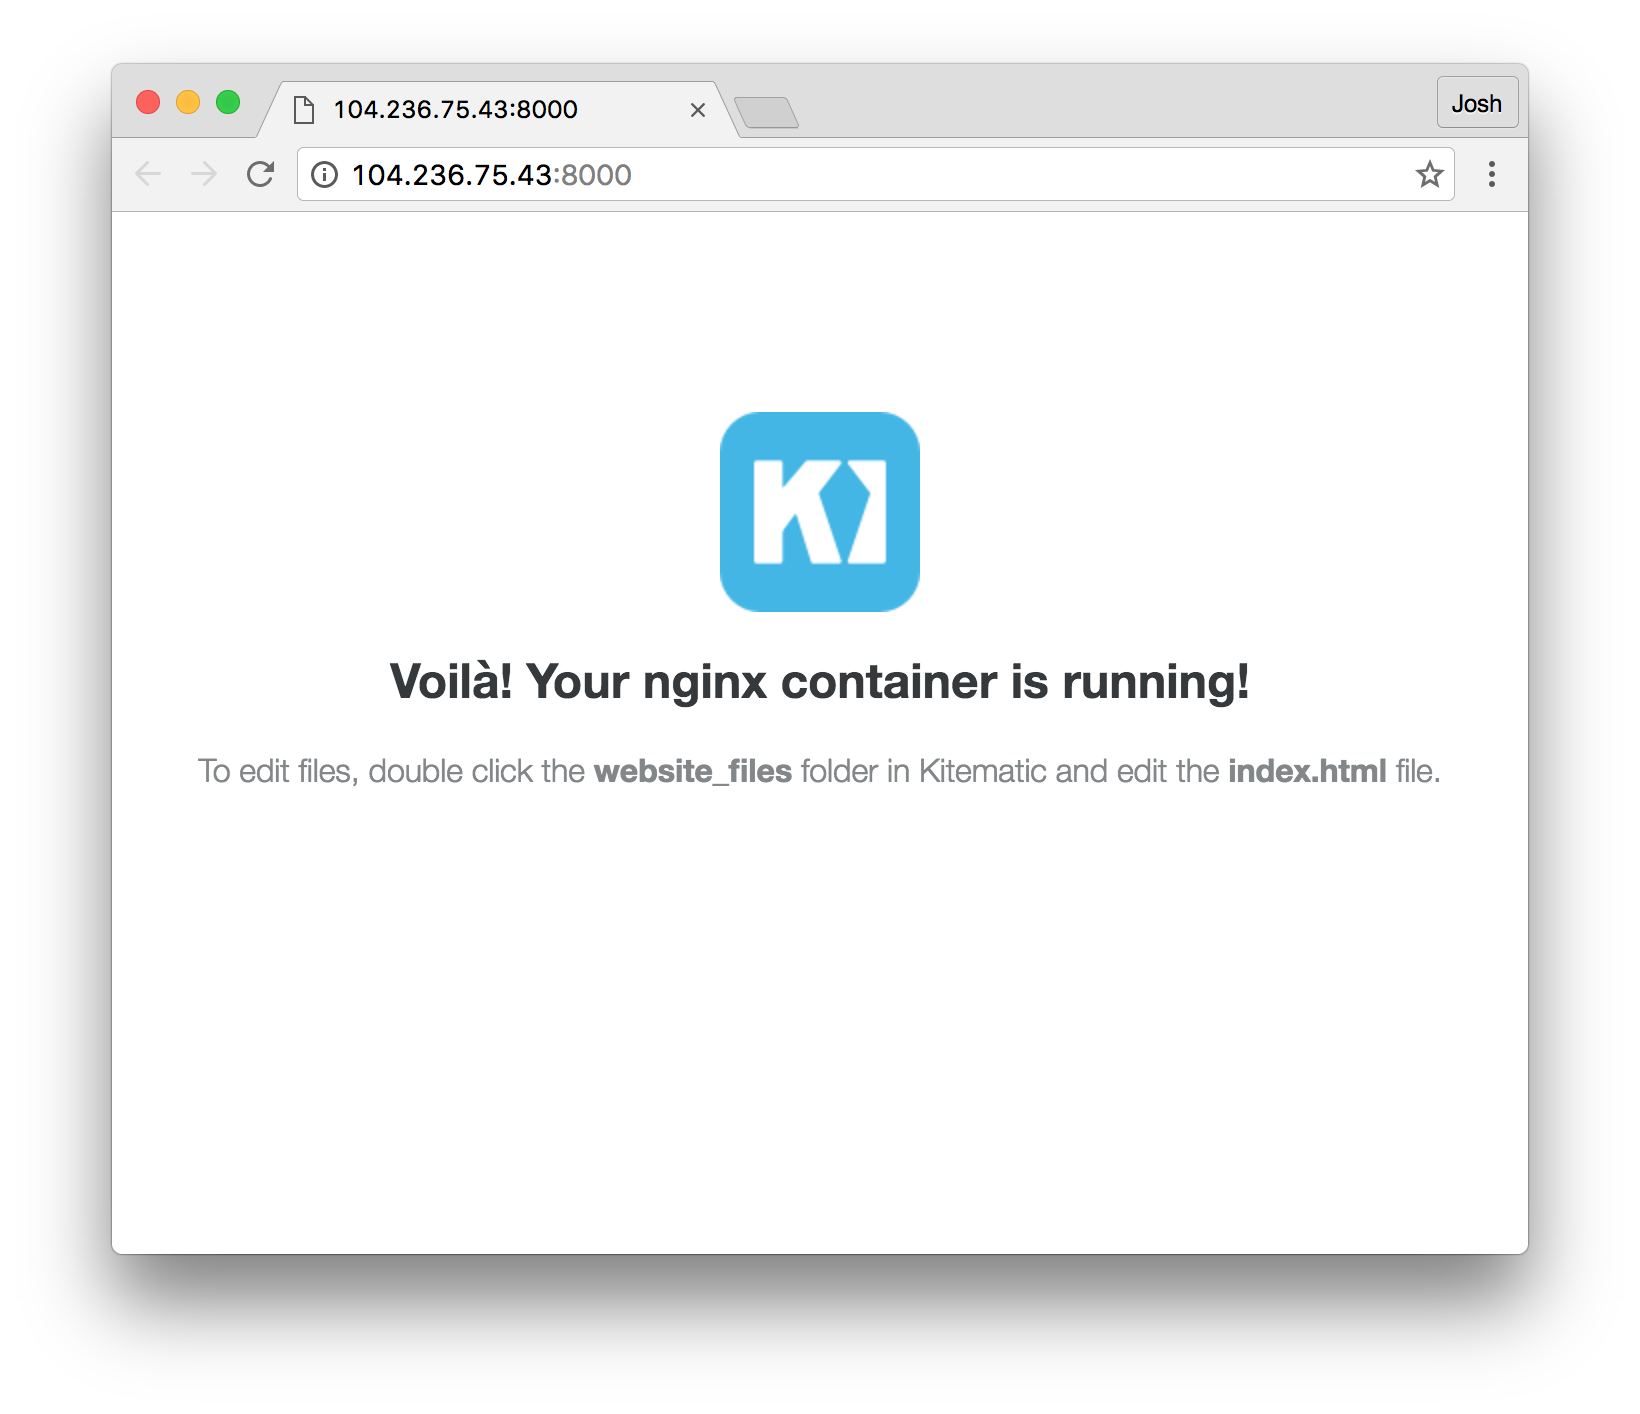 104.236.75.43:8000
Josh
104.236.75.43:8000
KI
Voilà! Your nginx container is running!
To edit files, double click the website_files folder in Kitematic and edit the index.html file.